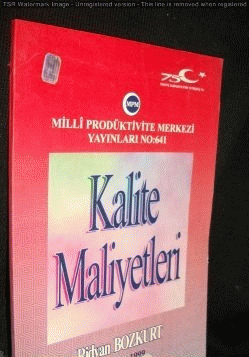 TSR Watermark Image - Unregistered version - This line is removed when registered
75
MPM
MİLLİ PRODÜKTİVİTE MERKEZİ
YAYINLARI NO:641
Kalite
Maliyetleri
Rıdvan BOZKURT
1999